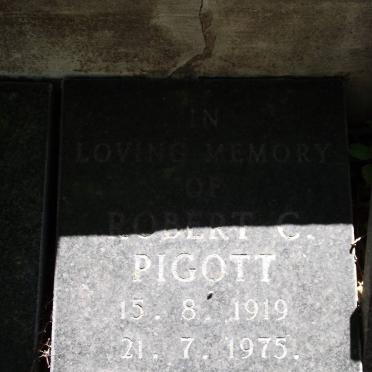 IN
LOVING MEMORY
OF
ROBERT C.
PIGOTT
15. 8. 1919
21. 7. 1975.